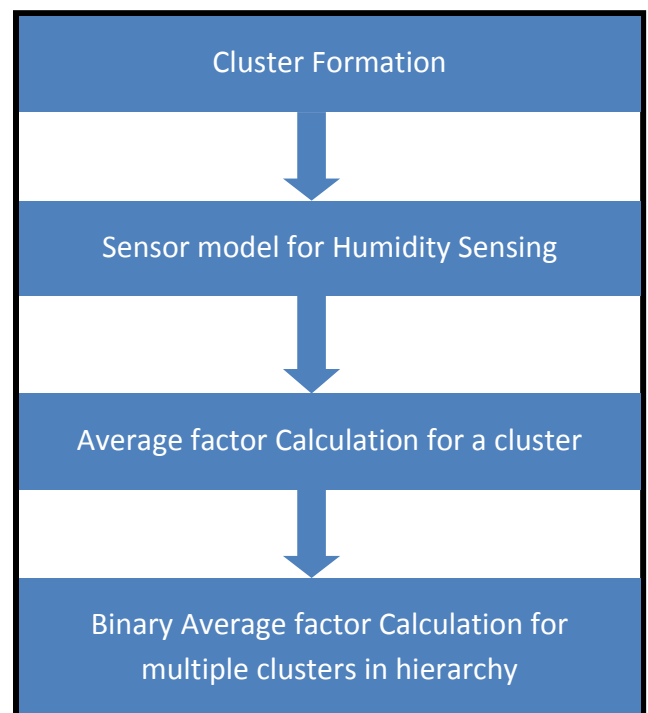 Cluster Formation
Sensor model for Humidity Sensing
Average factor Calculation for a cluster
Binary Average factor Calculation for
multiple clusters in hierarchy